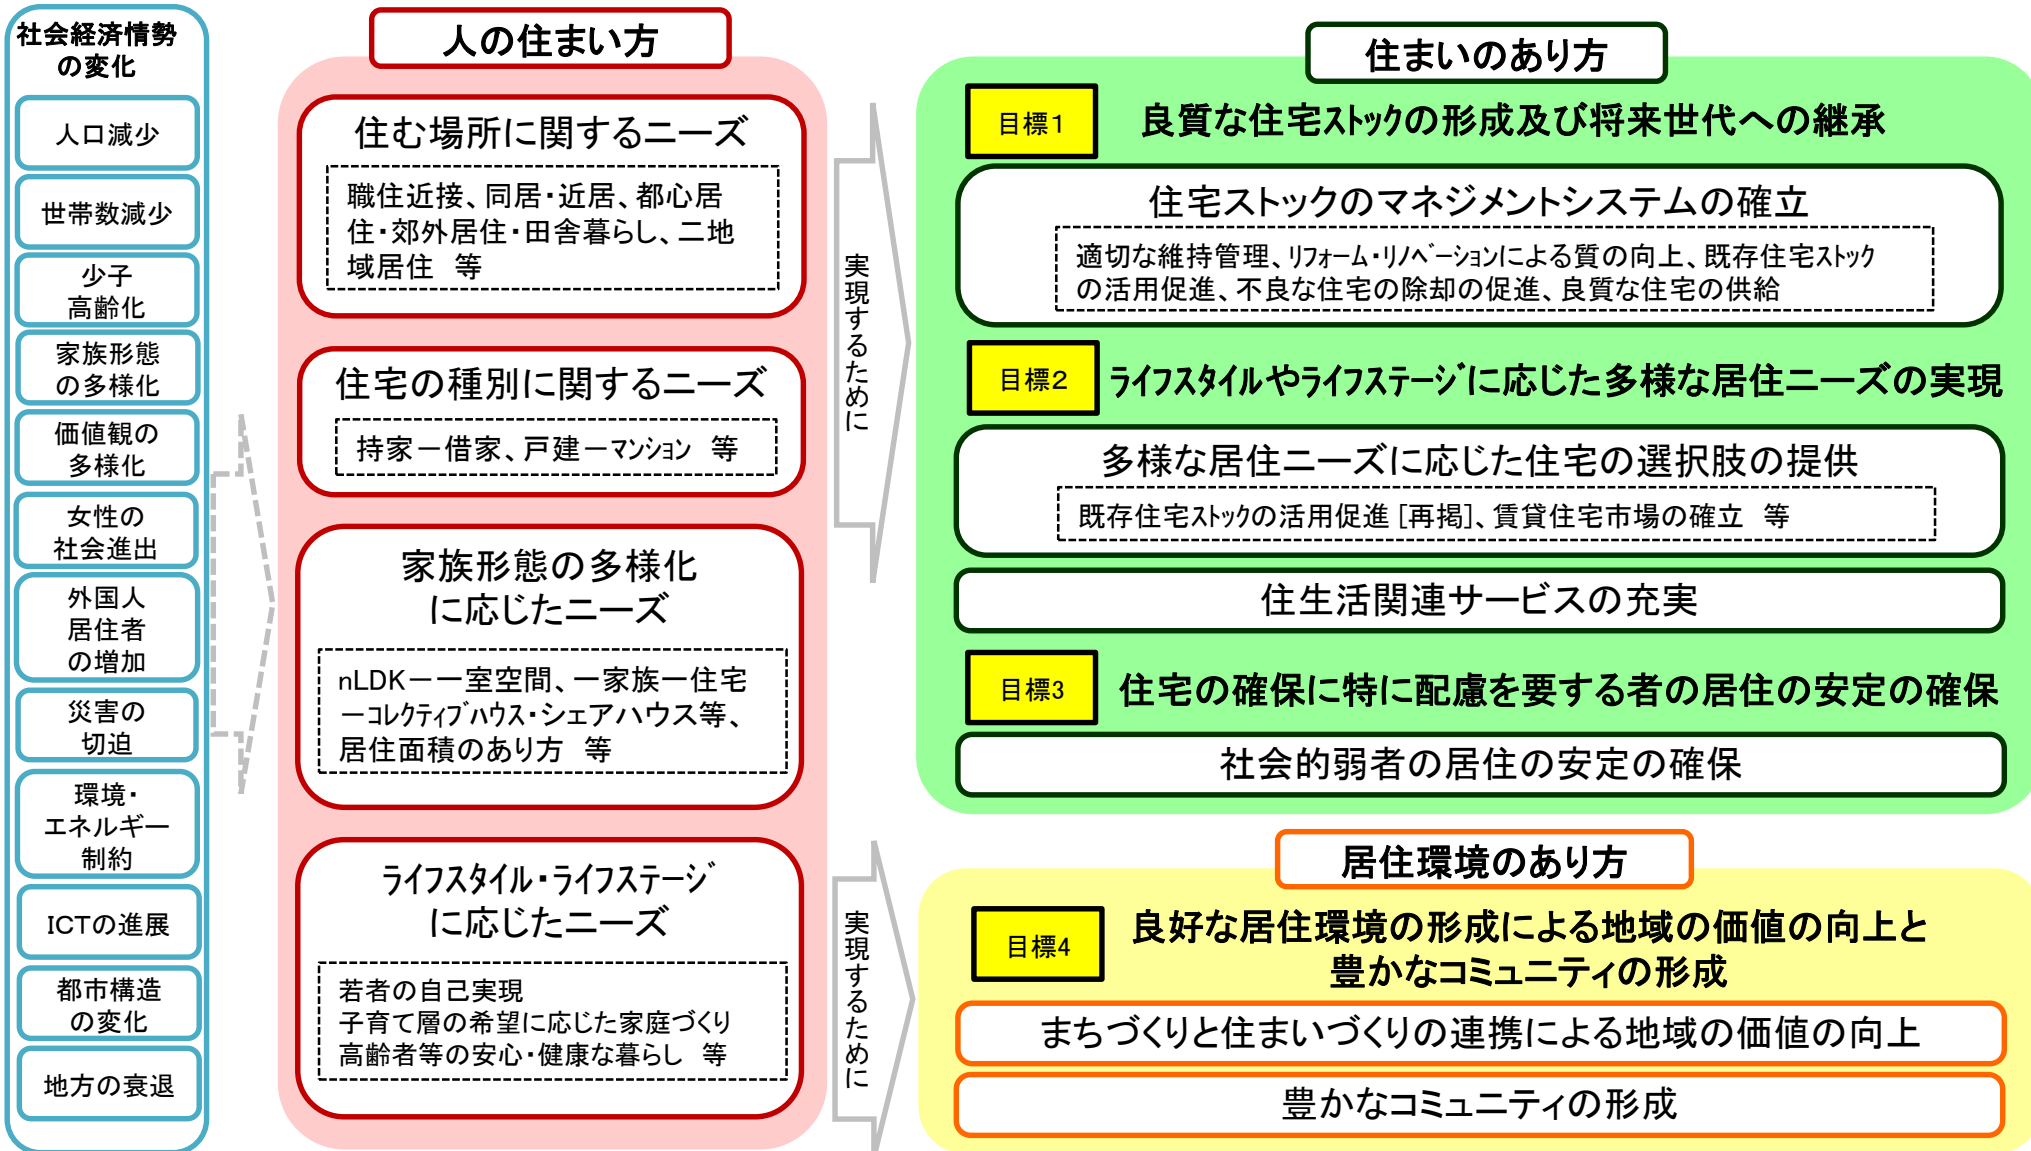 社会経済情勢
の変化
人口減少
世帯数減少
少子
高齢化
家族形態
の多様化
価値観の
多様化
女性の
社会進出
外国人
居住者
の増加
災害の
切迫
環境・
エネルギー
制約
ICTの進展
都市構造
の変化
地方の衰退
人の住まい方
住む場所に関するニーズ
職住近接、同居・近居、都心居
住・郊外居住・田舎暮らし、二地
域居住　等
住宅の種別に関するニーズ
持家－借家、戸建－マンション　等
家族形態の多様化
に応じたニーズ
nLDK－一室空間、一家族一住宅
－コレクティブハウス・シェアハウス等、
居住面積のあり方　等
ライフスタイル・ライフステージ
に応じたニーズ
若者の自己実現
子育て層の希望に応じた家庭づくり
高齢者等の安心・健康な暮らし　等
実現するために
実現するために
住まいのあり方
目標1
良質な住宅ストックの形成及び将来世代への継承
住宅ストックのマネジメントシステムの確立
適切な維持管理、リフォーム・リノベーションによる質の向上、既存住宅ストック
の活用促進、不良な住宅の除却の促進、良質な住宅の供給
目標2
ライフスタイルやライフステージに応じた多様な居住ニーズの実現
多様な居住ニーズに応じた住宅の選択肢の提供
既存住宅ストックの活用促進［再掲］、賃貸住宅市場の確立　等
住生活関連サービスの充実
目標3
住宅の確保に特に配慮を要する者の居住の安定の確保
社会的弱者の居住の安定の確保
居住環境のあり方
目標4
良好な居住環境の形成による地域の価値の向上と
豊かなコミュニティの形成
まちづくりと住まいづくりの連携による地域の価値の向上
豊かなコミュニティの形成